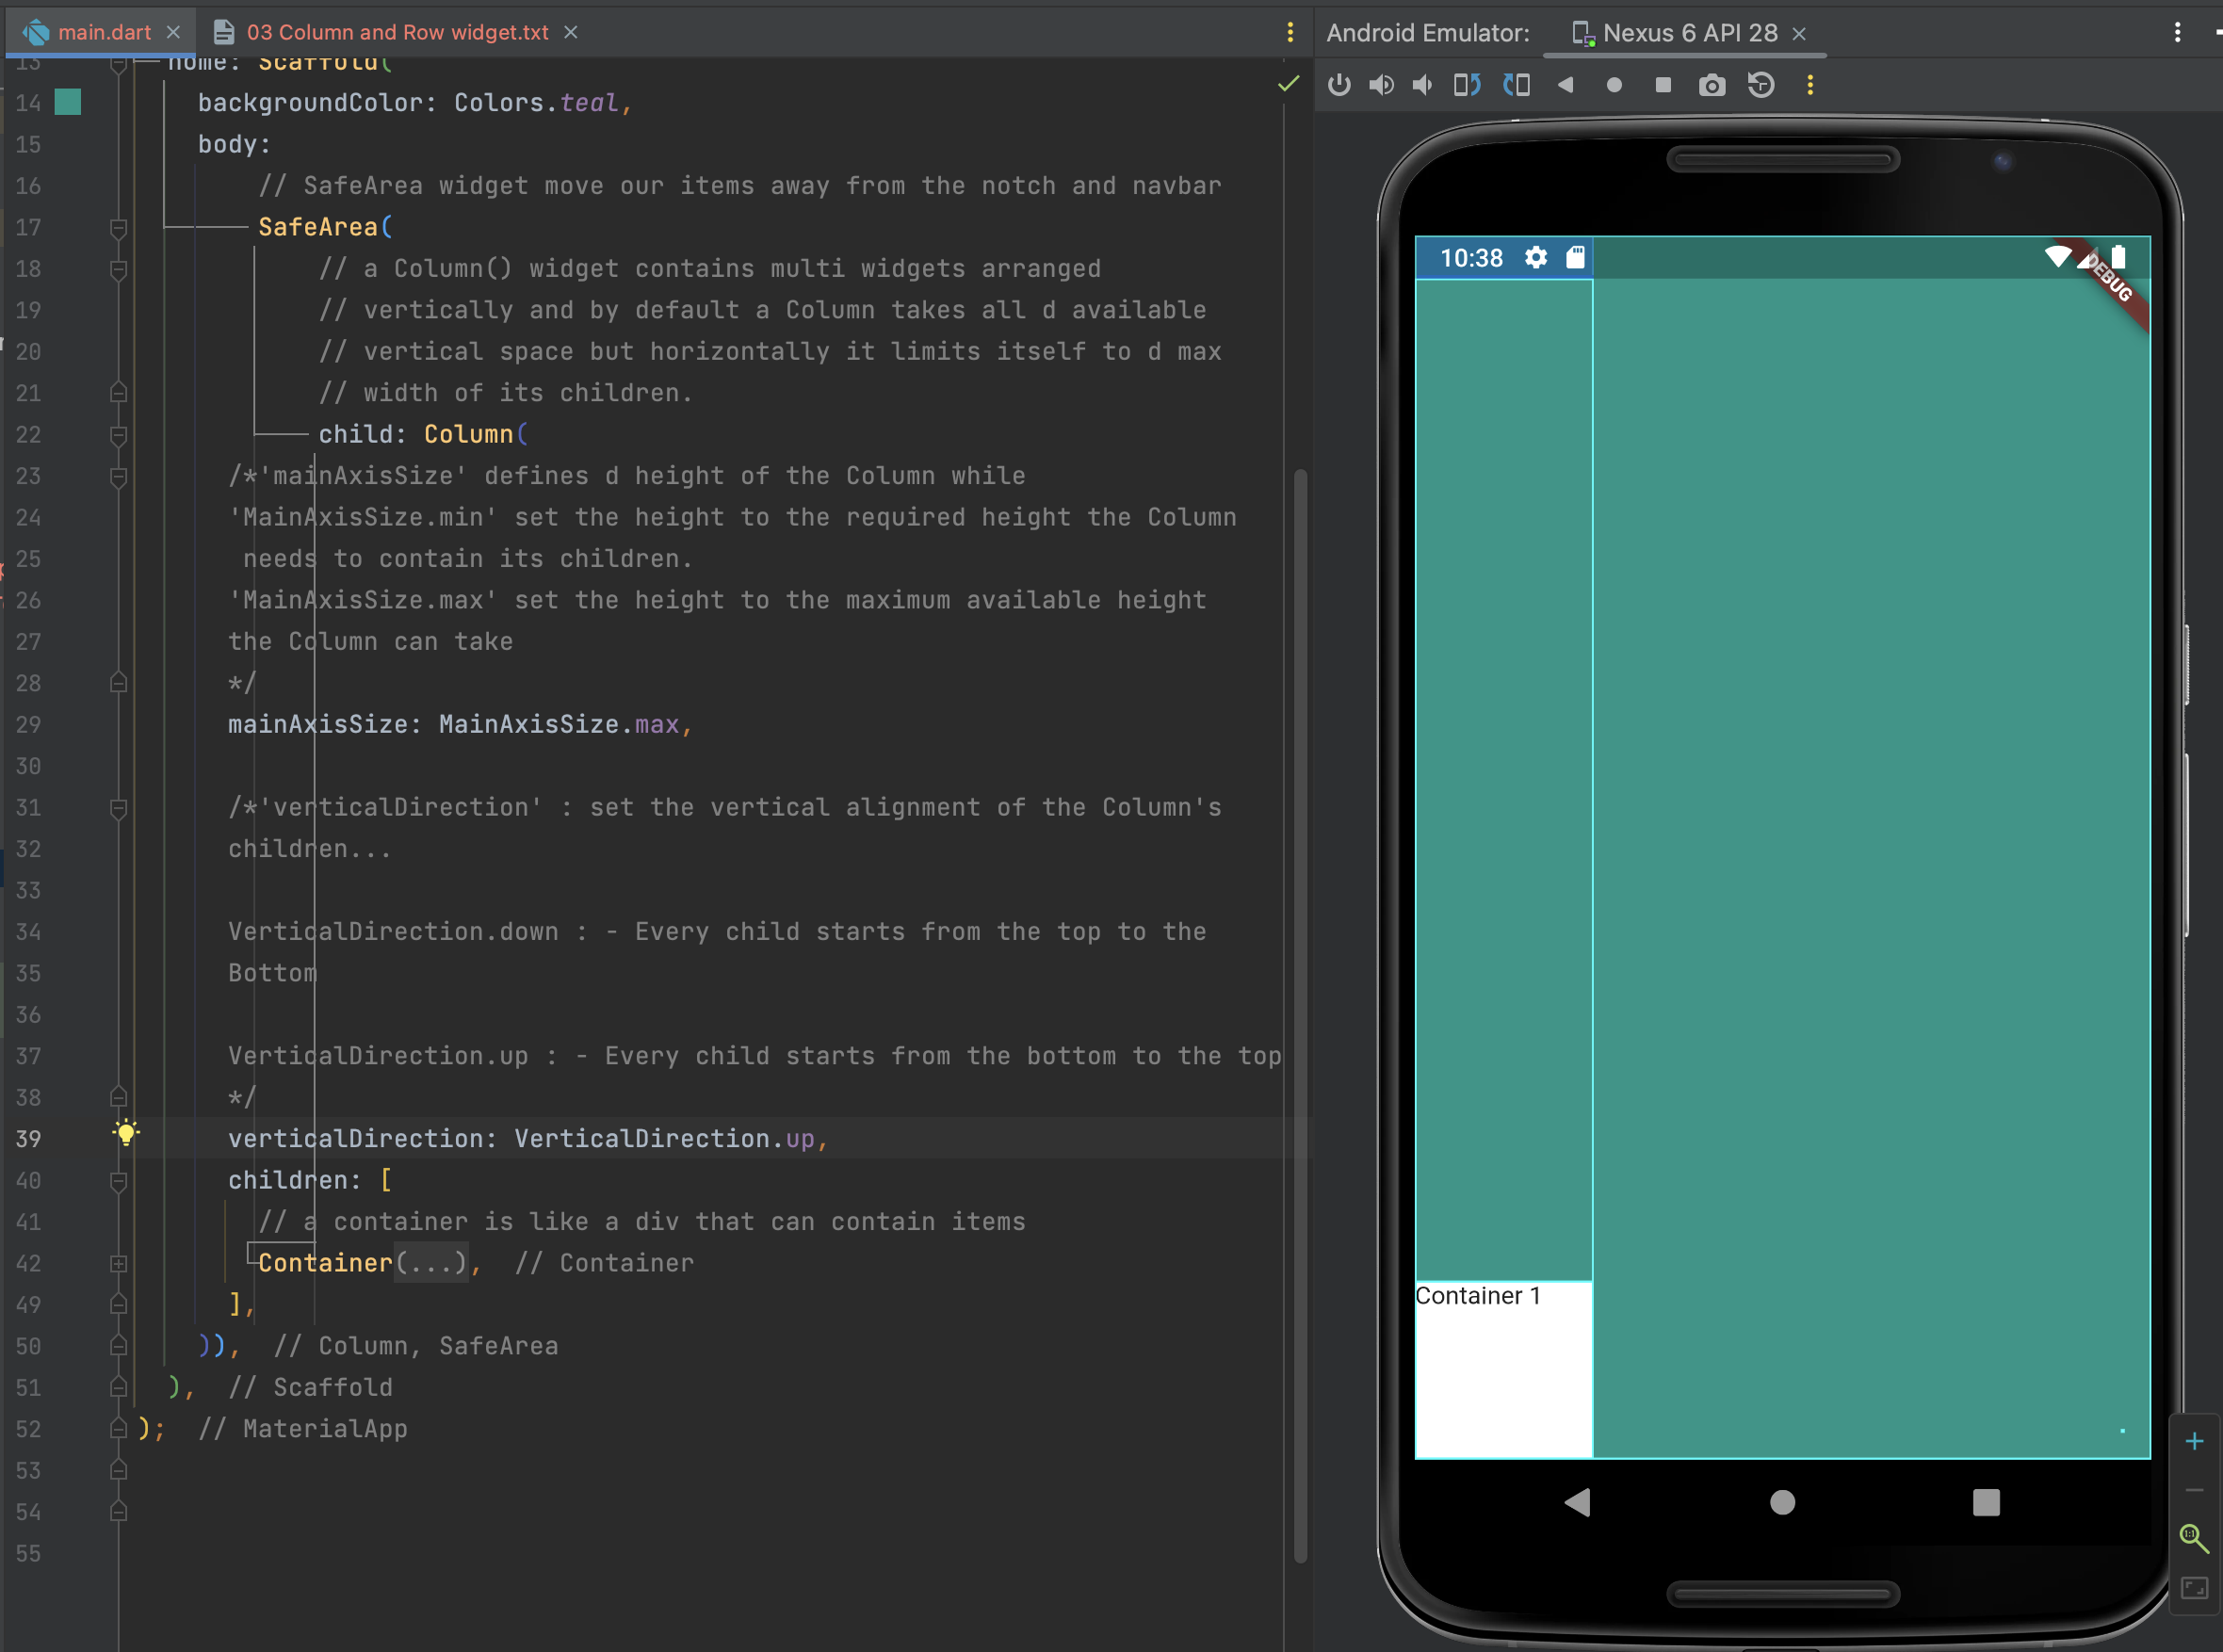 main.dart
03 Column and Row widget.txt
Android Emulator:
Nexus 6 API 28
13 home: Scaffold(
14 backgroundColor: Colors.teal,
15 body:
16 // SafeArea widget move our items away from the notch and navbar
17 SafeArea(
18 // a Column() widget contains multi widgets arranged
19 // vertically and by default a Column takes all d available
20 // vertical space but horizontally it limits itself to d max
21 // width of its children.
22 child: Column(
23 /*'mainAxisSize' defines d height of the Column while
24 'MainAxisSize.min' set the height to the required height the Column
25 needs to contain its children.
26 'MainAxisSize.max' set the height to the maximum available height
27 the Column can take
28 */
29 mainAxisSize: MainAxisSize.max,
30
31 /*'verticalDirection' : set the vertical alignment of the Column's
32 children...
33
34 VerticalDirection.down : - Every child starts from the top to the
35 Bottom
36
37 VerticalDirection.up : - Every child starts from the bottom to the top
38 */
39 verticalDirection: VerticalDirection.up,
40 children: [
41 // a container is like a div that can contain items
42 Container(...), // Container
49 ],
50 )), // Column, SafeArea
51 ), // Scaffold
52 ); // MaterialApp
53
54
55
10:38
DEBUG
Container 1
1:1